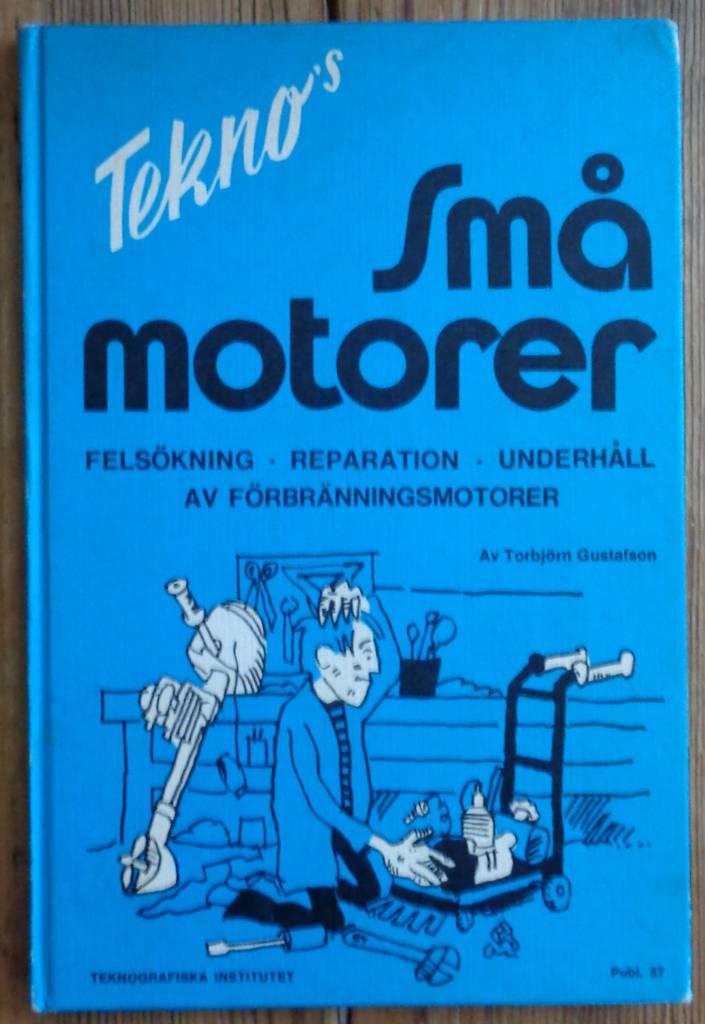 Tekno's
Små
motorer
FELSÖKNING · REPARATION · UNDERHÅLL
AV FÖRBRÄNNINGSMOTORER
Av Torbjörn Gustafson
TEKNOGRAFISKA INSTITUTET
Publ. 57